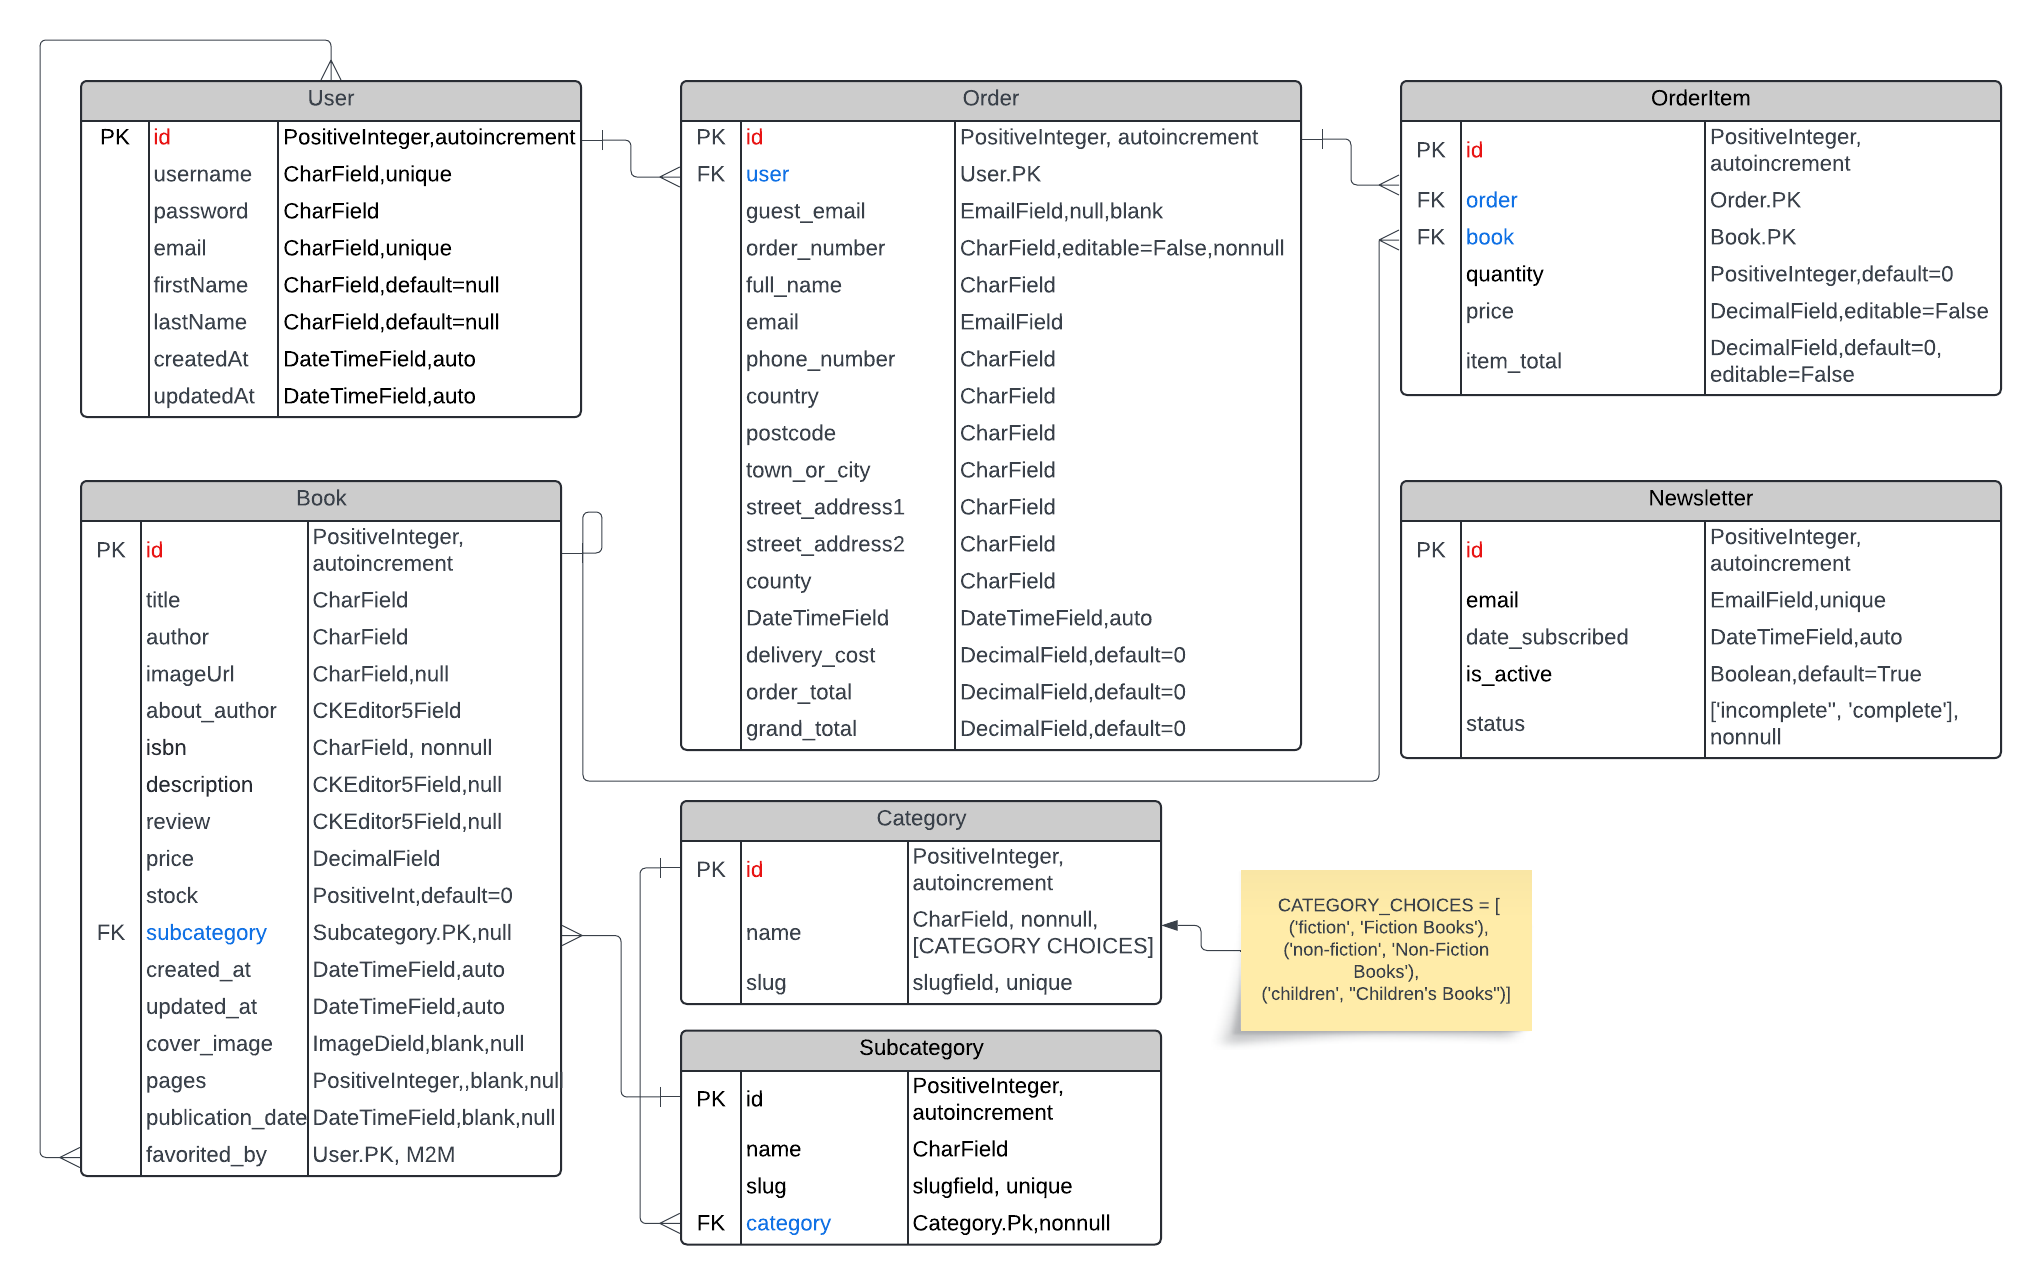 User
PK id PositiveInteger,autoincrement
username CharField,unique
password CharField
email CharField,unique
firstName CharField,default=null
lastName CharField,default=null
createdAt DateTimeField,auto
updatedAt DateTimeField,auto
Order
PK id PositiveInteger, autoincrement
FK user User.PK
guest_email EmailField,null,blank
order_number CharField,editable=False,nonnull
full_name CharField
email EmailField
phone_number CharField
country CharField
postcode CharField
town_or_city CharField
street_address1 CharField
street_address2 CharField
county CharField
DateTimeField DateTimeField,auto
delivery_cost DecimalField,default=0
order_total DecimalField,default=0
grand_total DecimalField,default=0
OrderItem
PK id PositiveInteger,
autoincrement
FK order Order.PK
FK book Book.PK
quantity PositiveInteger,default=0
price DecimalField,editable=False
item_total DecimalField,default=0,
editable=False
Book
PK id PositiveInteger,
autoincrement
title CharField
author CharField
imageUrl CharField,null
about_author CKEditor5Field
isbn CharField, nonnull
description CKEditor5Field,null
review CKEditor5Field,null
price DecimalField
stock PositiveInt,default=0
FK subcategory Subcategory.PK,null
created_at DateTimeField,auto
updated_at DateTimeField,auto
cover_image ImageDield,blank,null
pages PositiveInteger,,blank,null
publication_date DateTimeField,blank,null
favorited_by User.PK, M2M
Newsletter
PK id PositiveInteger,
autoincrement
email EmailField,unique
date_subscribed DateTimeField,auto
is_active Boolean,default=True
status ['incomplete", 'complete'],
nonnull
Category
PK id PositiveInteger,
autoincrement
name CharField, nonnull,
[CATEGORY CHOICES]
slug slugfield, unique
CATEGORY_CHOICES = [
('fiction', 'Fiction Books'),
('non-fiction', 'Non-Fiction
Books'),
('children', "Children's Books")]
Subcategory
PK id PositiveInteger,
autoincrement
name CharField
slug slugfield, unique
FK category Category.Pk,nonnull